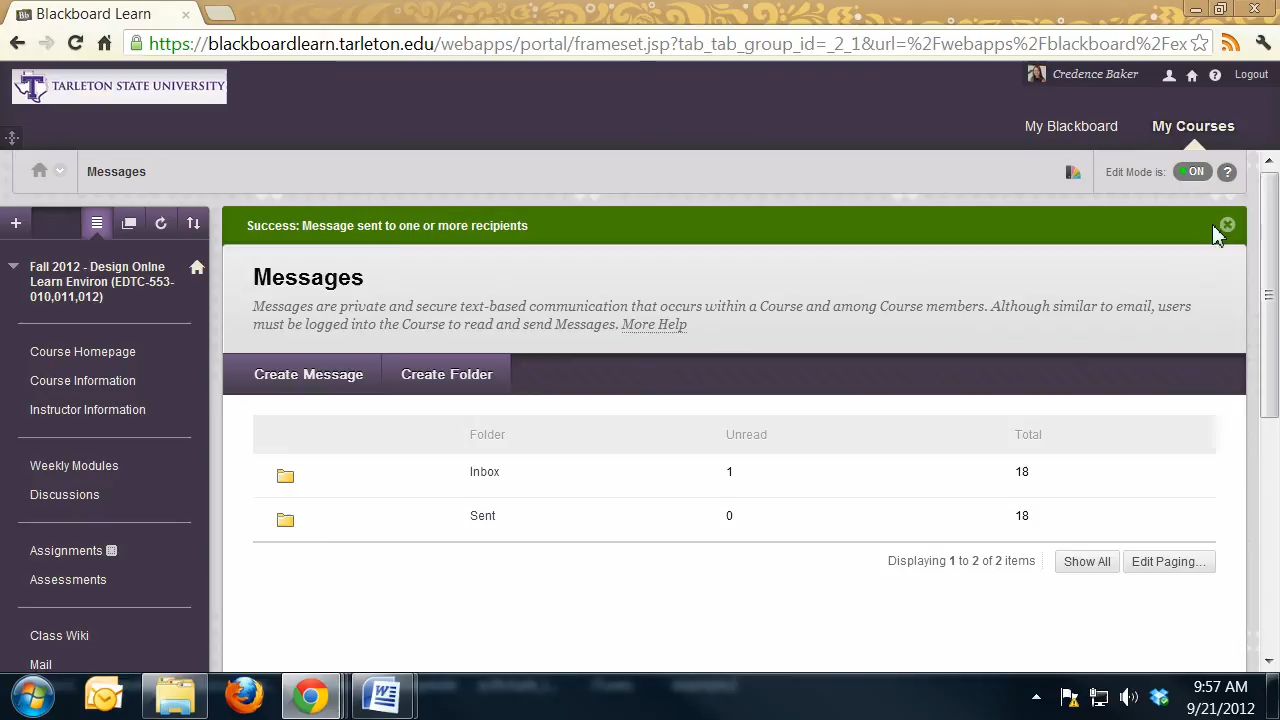 Blackboard Learn
https://blackboardlearn.tarleton.edu/webapps/portal/frameset.jsp?tab_tab_group_id=_2_1&url=%2Fwebapps%2Fblackboard%2Fex
TARLETON STATE UNIVERSITY
Credence Baker
Logout
My Blackboard
My Courses
Messages
Edit Mode is:
ON
?
Success: Message sent to one or more recipients
Fall 2012 - Design Onlne
Learn Environ (EDTC-553-
010,011,012)
Messages
Messages are private and secure text-based communication that occurs within a Course and among Course members. Although similar to email, users
must be logged into the Course to read and send Messages. More Help
Course Homepage
Course Information
Instructor Information
Weekly Modules
Discussions
Assignments
Assessments
Class Wiki
Mail
Create Message
Create Folder
Folder Unread Total
Inbox 1 18
Sent 0 18
Displaying 1 to 2 of 2 items
Show All
Edit Paging...
9:57 AM
9/21/2012